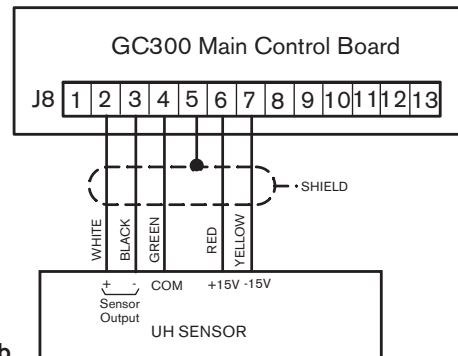 GC300 Main Control Board
J8 1 2 3 4 5 6 7 8 9 10 11 12 13
SHIELD
WHITE BLACK GREEN RED YELLOW
+ - COM +15V -15V
Sensor
Output
UH SENSOR
b